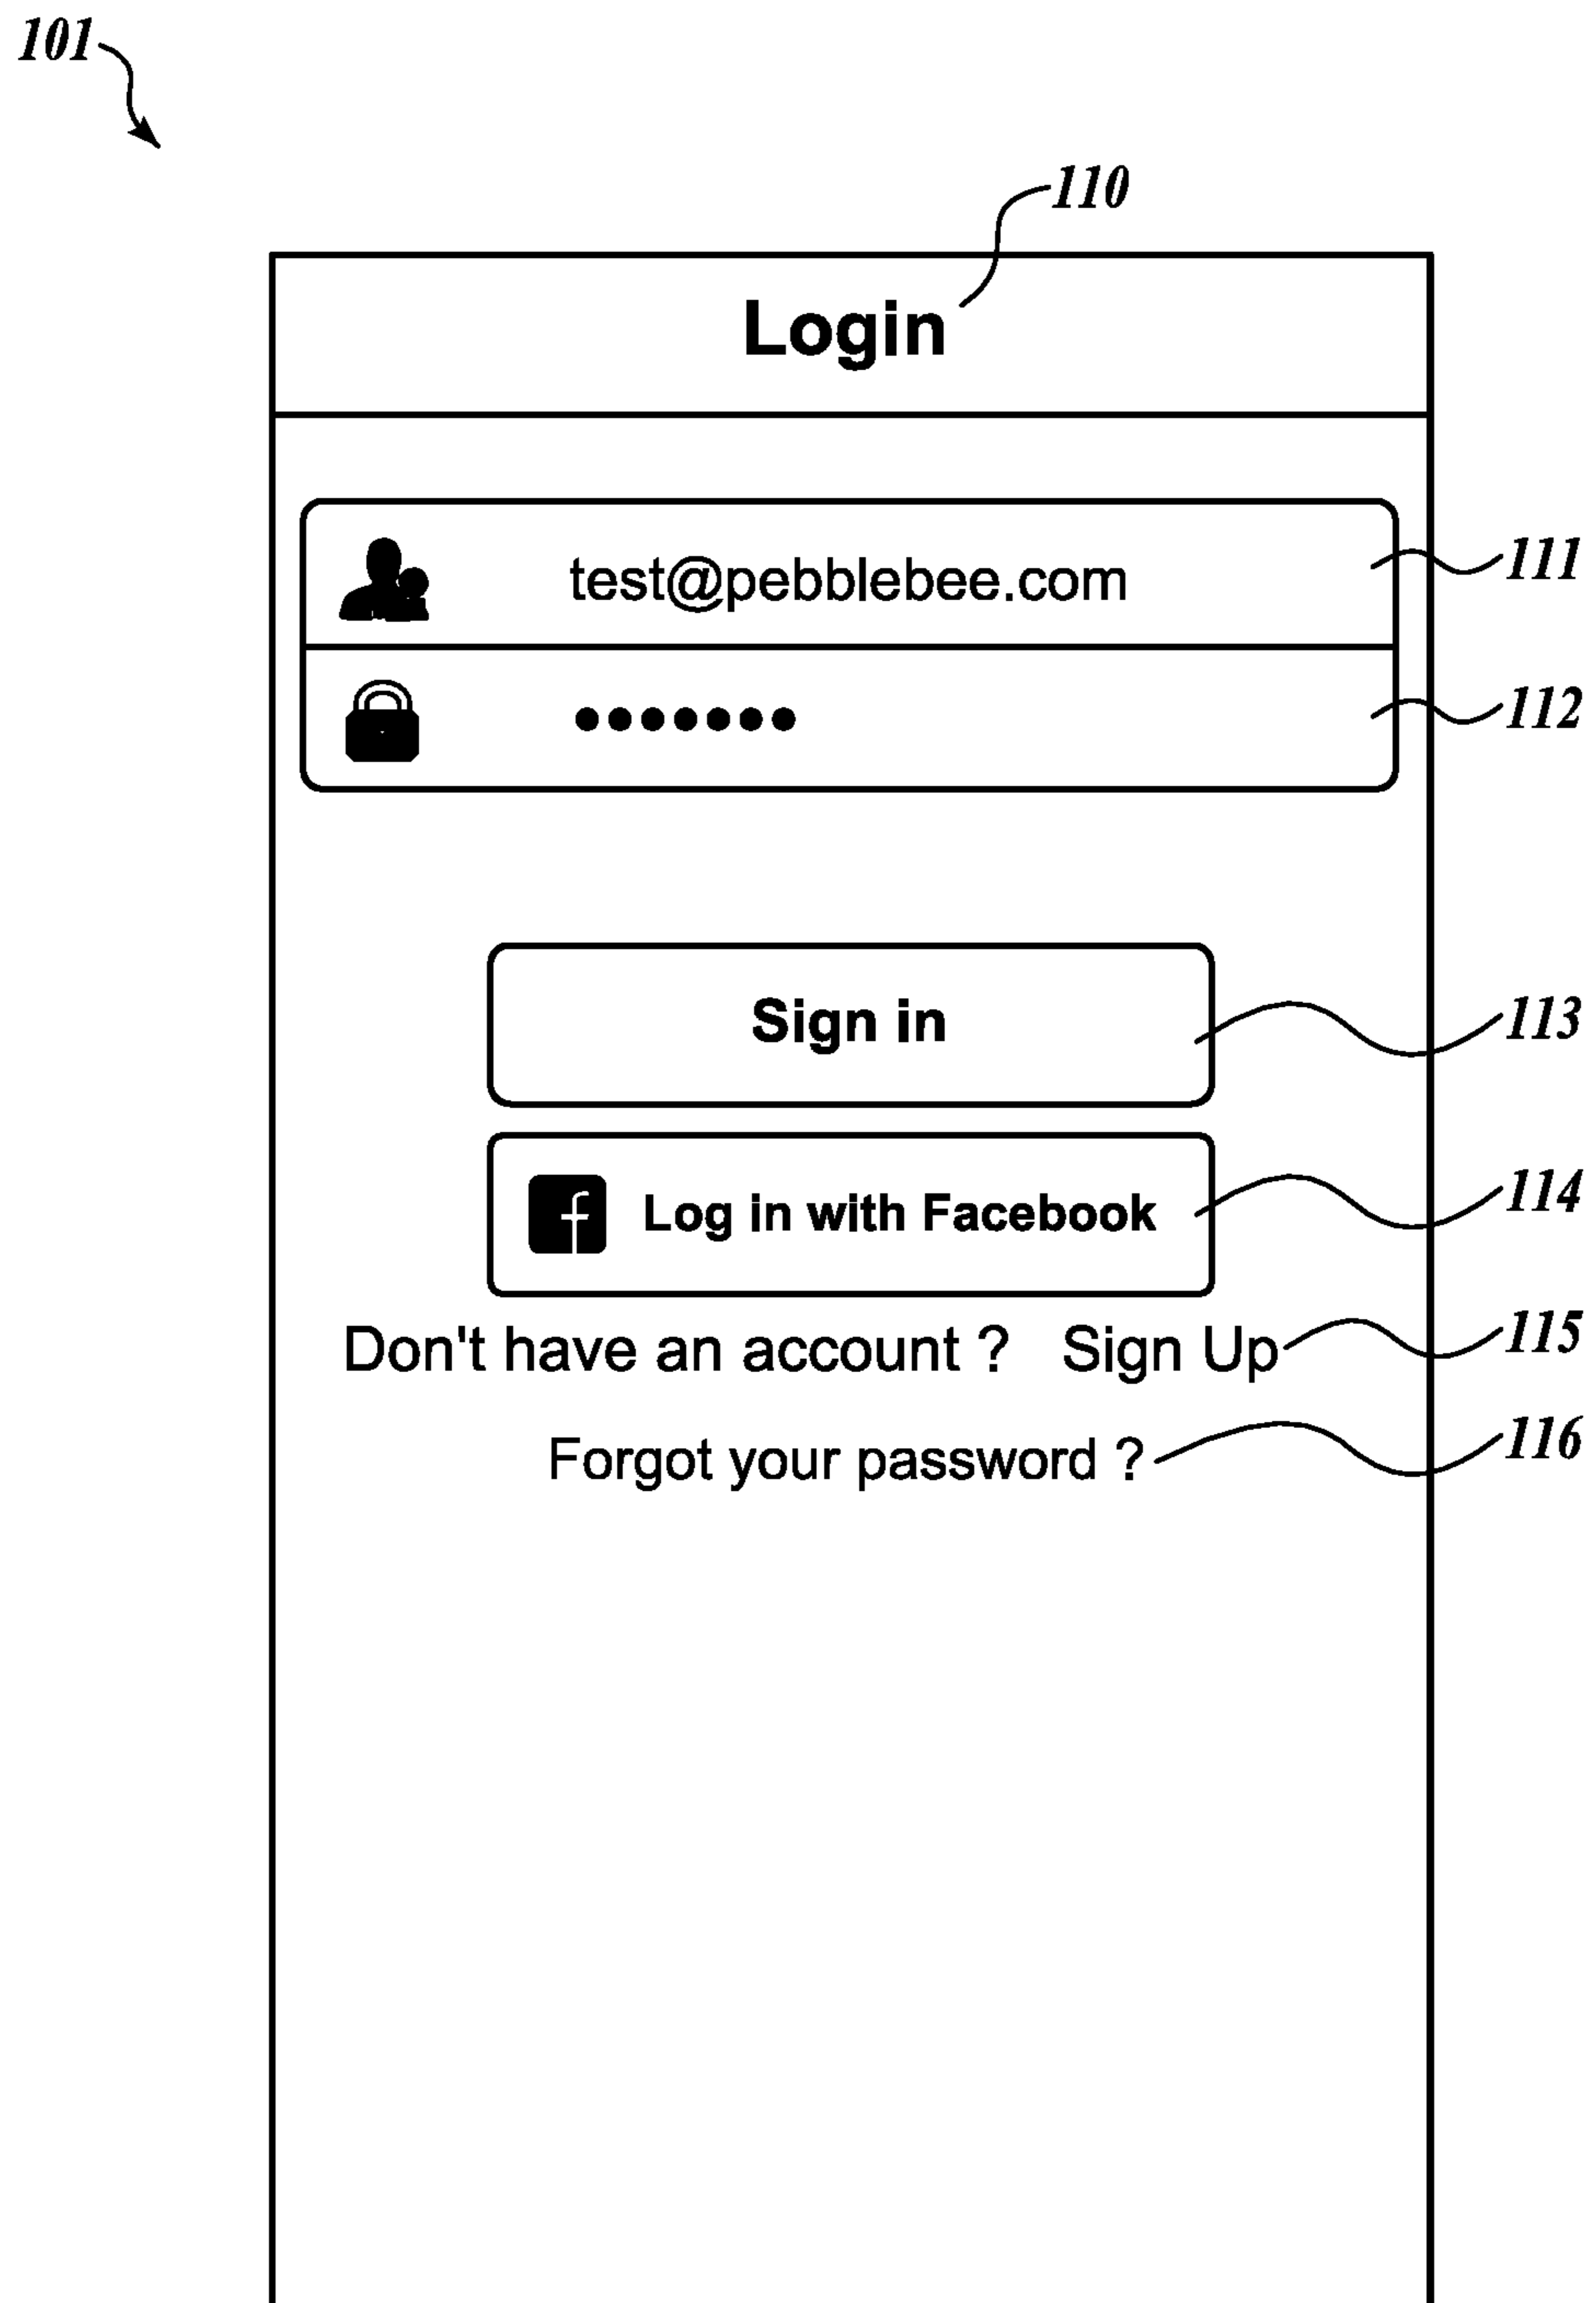 101
110
Login
test@pebblebee.com
111
•••••••
112
Sign in
113
f Log in with Facebook
114
Don't have an account ? Sign Up
115
Forgot your password ?
116